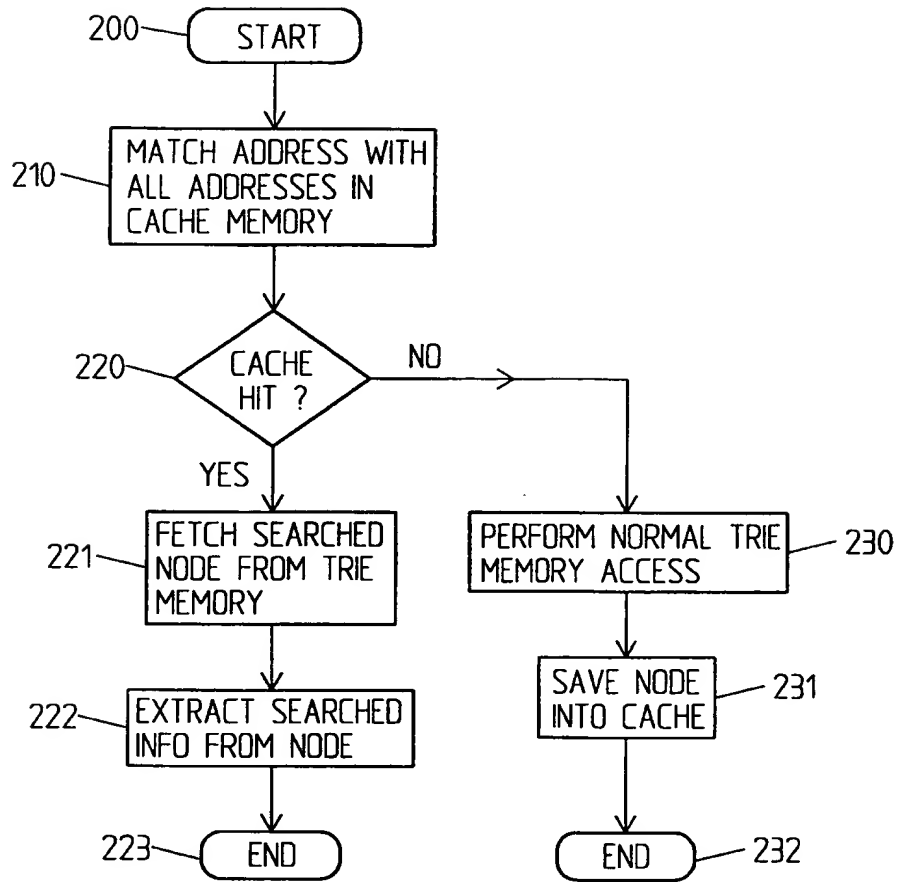 200
START
210
MATCH ADDRESS WITH
ALL ADDRESSES IN
CACHE MEMORY
220
CACHE
HIT ?
NO
YES
221
FETCH SEARCHED
NODE FROM TRIE
MEMORY
PERFORM NORMAL TRIE
MEMORY ACCESS
230
222
EXTRACT SEARCHED
INFO FROM NODE
SAVE NODE
INTO CACHE
231
223
END
END
232